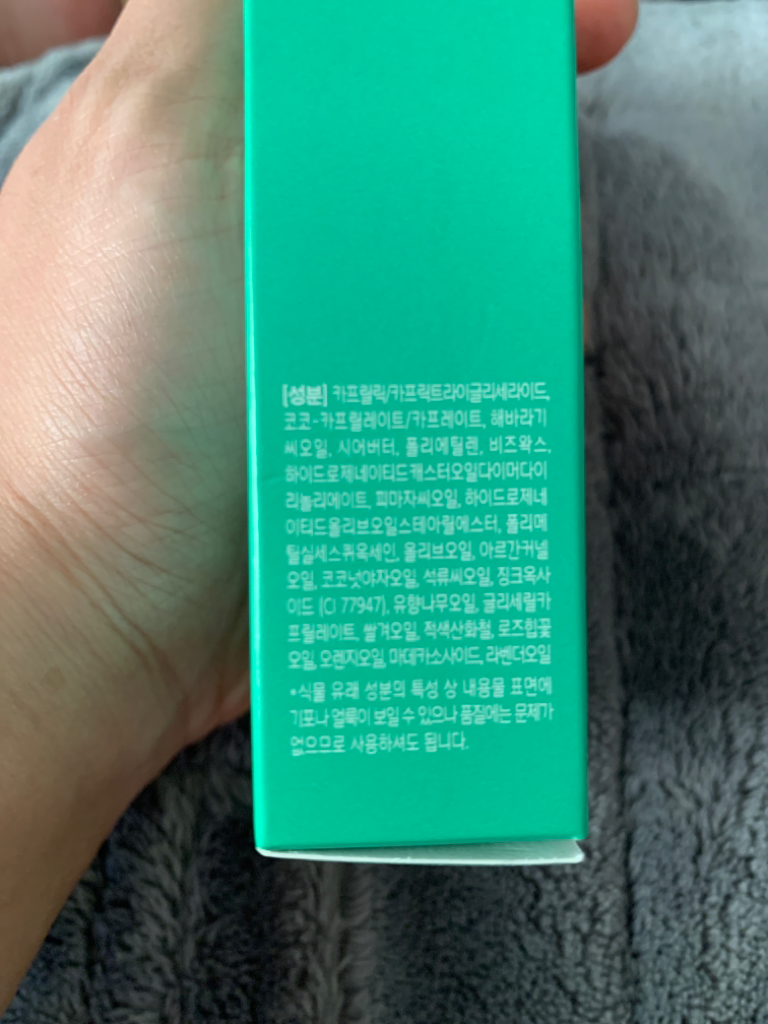 [성분] 카프릴릭/카프릭트라이글리세라이드,
코코-카프릴레이트/카프레이트, 해바라기
씨오일, 시어버터, 폴리에틸렌, 비즈왁스,
하이드로제네이티드캐스터오일다이머다이
리놀리에이트, 피마자씨오일, 하이드로제네
이티드올리브오일스테아릴에스터, 폴리메
틸실세스퀴옥세인, 올리브오일, 아르간커넬
오일, 코코넛야자오일, 석류씨오일, 징크옥사
이드 (CI 77947), 유향나무오일, 글리세릴카
프릴레이트, 쌀겨오일, 적색산화철, 로즈힙꽃
오일, 오렌지오일, 마데카소사이드, 라벤더오일
*식물 유래 성분의 특성 상 내용물 표면에
기포나 얼룩이 보일 수 있으나 품질에는 문제가
없으므로 사용하셔도 됩니다.